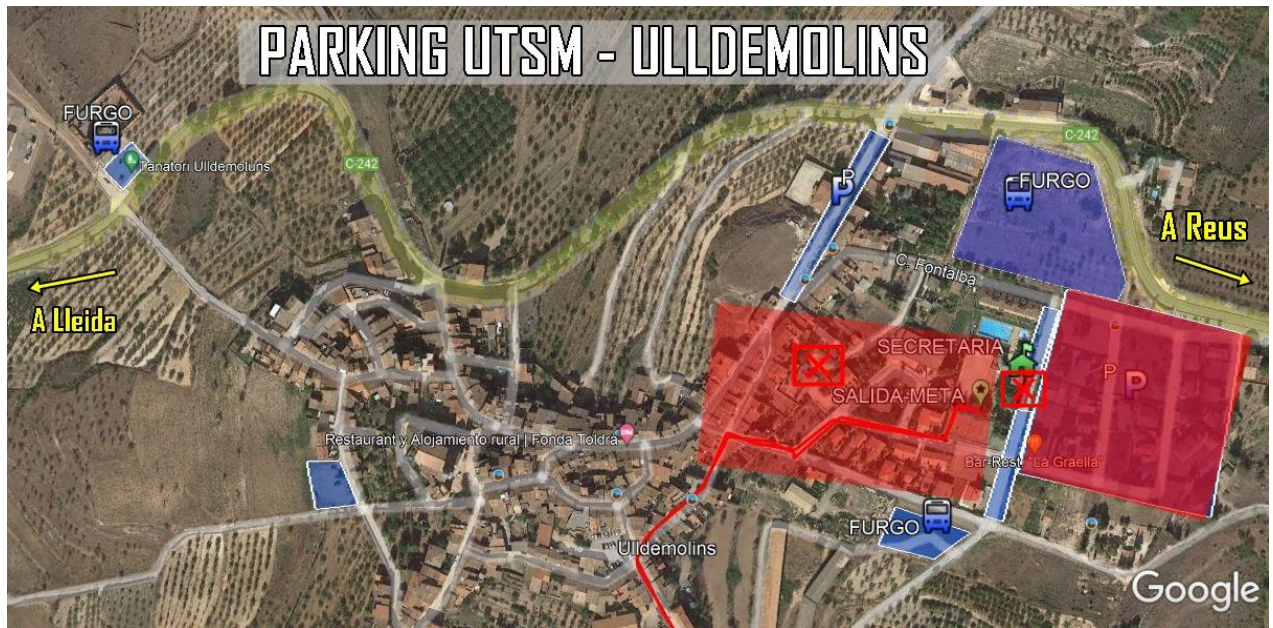 PARKING UTSM - ULLDEMOLINS
FURGO
Tanatori Ulldemoluns
C-242
C-242
P
P
FURGO
A Reus
A Lleida
C. Fontalba
SECRETARIA
SALIDA-META
P
P
Restaurant y Alojamiento rural | Fonda Toldrà
Bar-Rest. "La Graella"
FURGO
Ulldemolins
Google